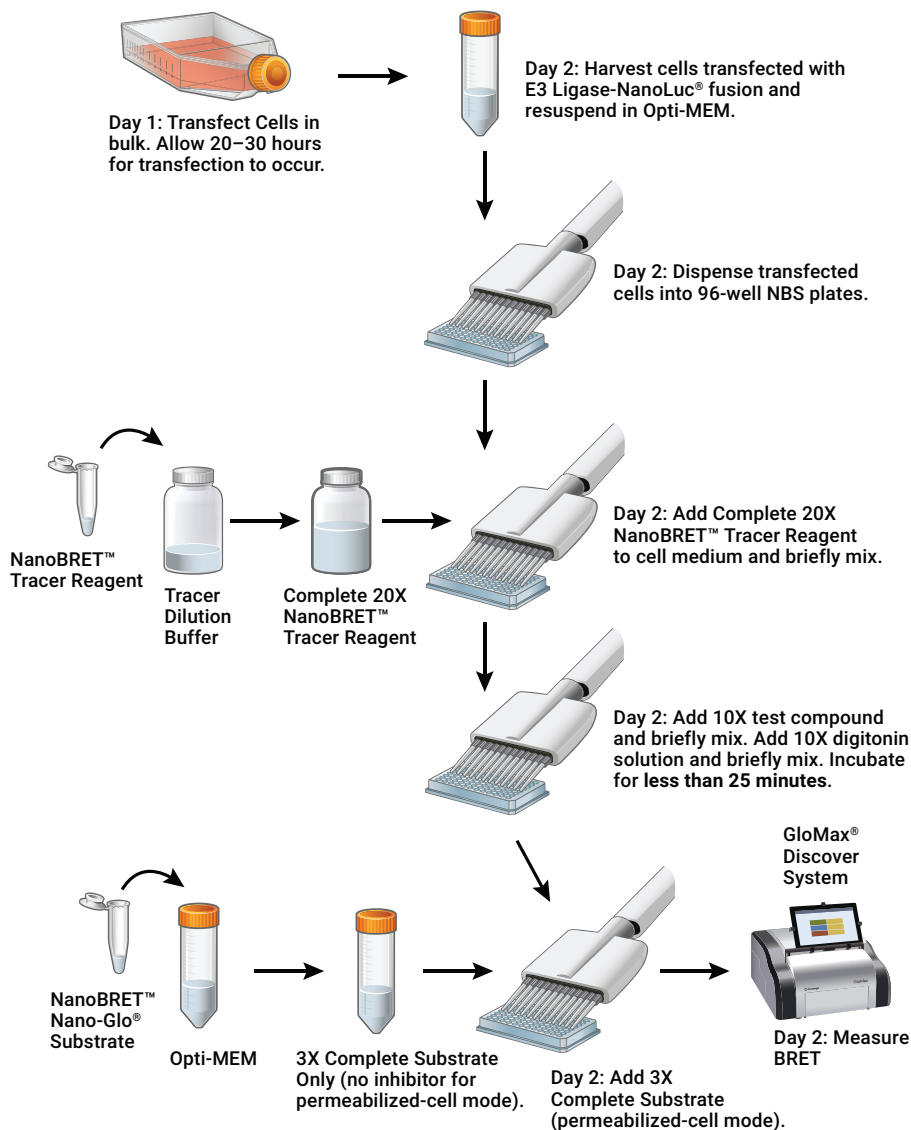 Day 1: Transfect Cells in
bulk. Allow 20–30 hours
for transfection to occur.
Day 2: Harvest cells transfected with
E3 Ligase-NanoLuc® fusion and
resuspend in Opti-MEM.
Day 2: Dispense transfected
cells into 96-well NBS plates.
NanoBRET™
Tracer Reagent
Tracer
Dilution
Buffer
Complete 20X
NanoBRET™
Tracer Reagent
Day 2: Add Complete 20X
NanoBRET™ Tracer Reagent
to cell medium and briefly mix.
Day 2: Add 10X test compound
and briefly mix. Add 10X digitonin
solution and briefly mix. Incubate
for less than 25 minutes.
NanoBRET™
Nano-Glo®
Substrate
Opti-MEM
3X Complete Substrate
Only (no inhibitor for
permeabilized-cell mode).
Day 2: Add 3X
Complete Substrate
(permeabilized-cell mode).
GloMax®
Discover
System
Day 2: Measure
BRET